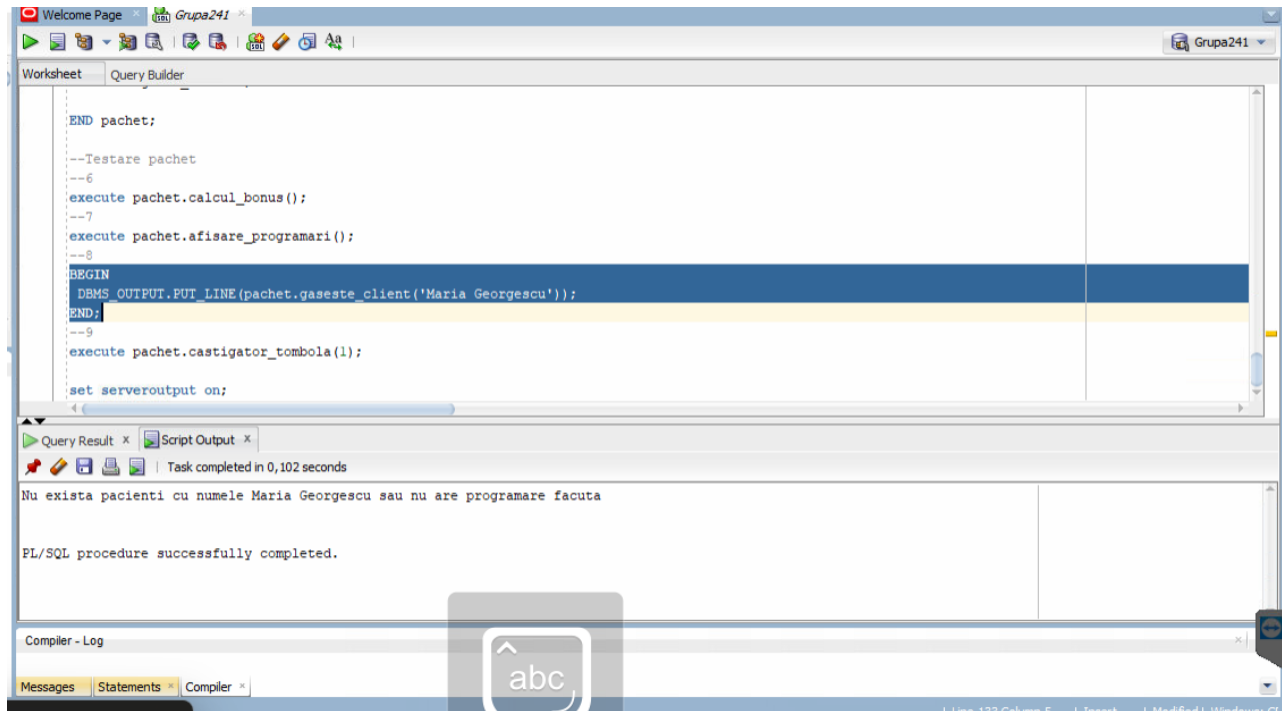 Welcome Page × Grupa241 ×
Grupa241
Worksheet Query Builder
END pachet;
--Testare pachet
--6
execute pachet.calcul_bonus();
--7
execute pachet.afisare_programari();
--8
BEGIN
DBMS_OUTPUT.PUT_LINE(pachet.gaseste_client('Maria Georgescu'));
END;
--9
execute pachet.castigator_tombola(1);
set serveroutput on;
Query Result x Script Output x
Task completed in 0,102 seconds
Nu exista pacienti cu numele Maria Georgescu sau nu are programare facuta
PL/SQL procedure successfully completed.
Compiler - Log
abc
Messages Statements × Compiler ×